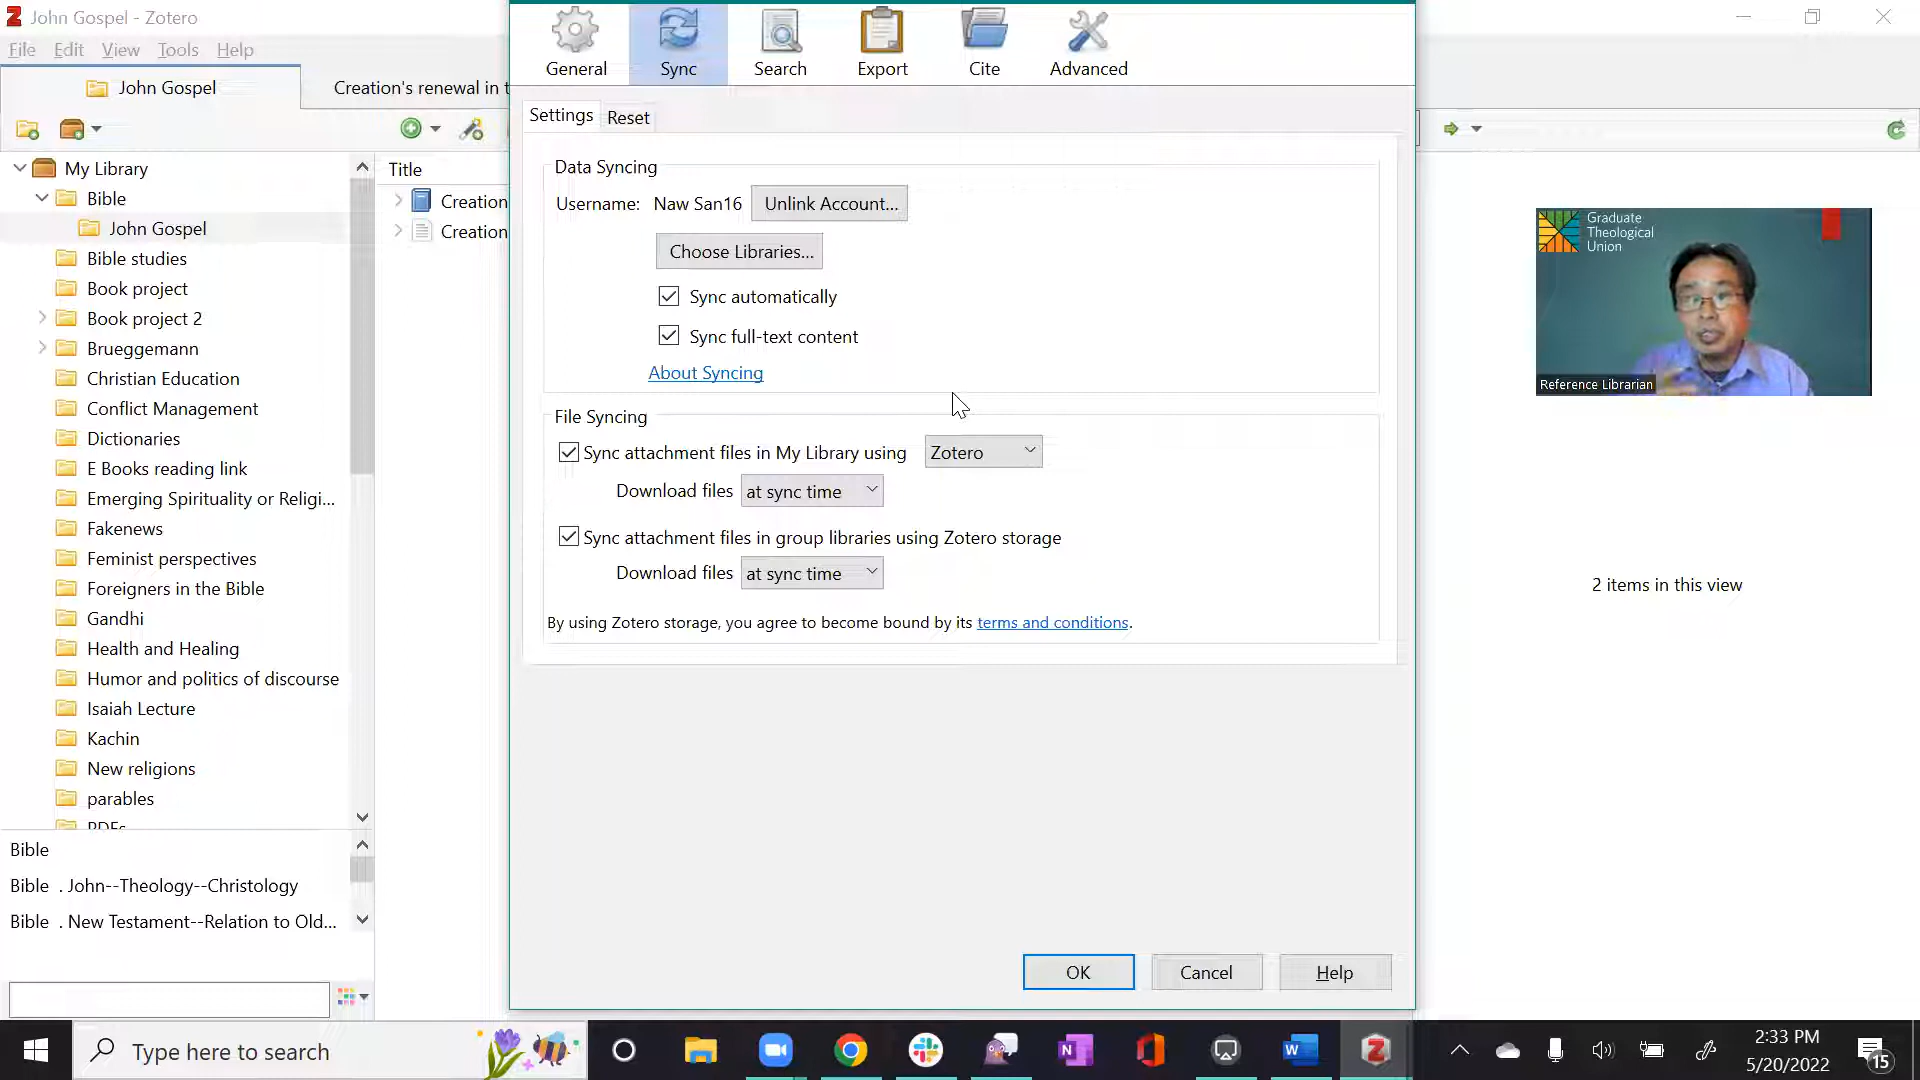 John Gospel - Zotero
File Edit View Tools Help
John Gospel
Creation's renewal in t
My Library
Bible
John Gospel
Bible studies
Book project
Book project 2
Brueggemann
Christian Education
Conflict Management
Dictionaries
E Books reading link
Emerging Spirituality or Religi...
Fakenews
Feminist perspectives
Foreigners in the Bible
Gandhi
Health and Healing
Humor and politics of discourse
Isaiah Lecture
Kachin
New religions
parables
PDFs
Bible
Bible . John--Theology--Christology
Bible . New Testament--Relation to Old...
Title
Creation
Creation
General
Sync
Search
Export
Cite
Advanced
Settings
Reset
Data Syncing
Username: Naw San16 Unlink Account...
Choose Libraries...
Sync automatically
Sync full-text content
About Syncing
File Syncing
Sync attachment files in My Library using Zotero
Download files at sync time
Sync attachment files in group libraries using Zotero storage
Download files at sync time
By using Zotero storage, you agree to become bound by its terms and conditions.
OK
Cancel
Help
Graduate
Theological
Union
Reference Librarian
2 items in this view
Type here to search
2:33 PM
5/20/2022
15